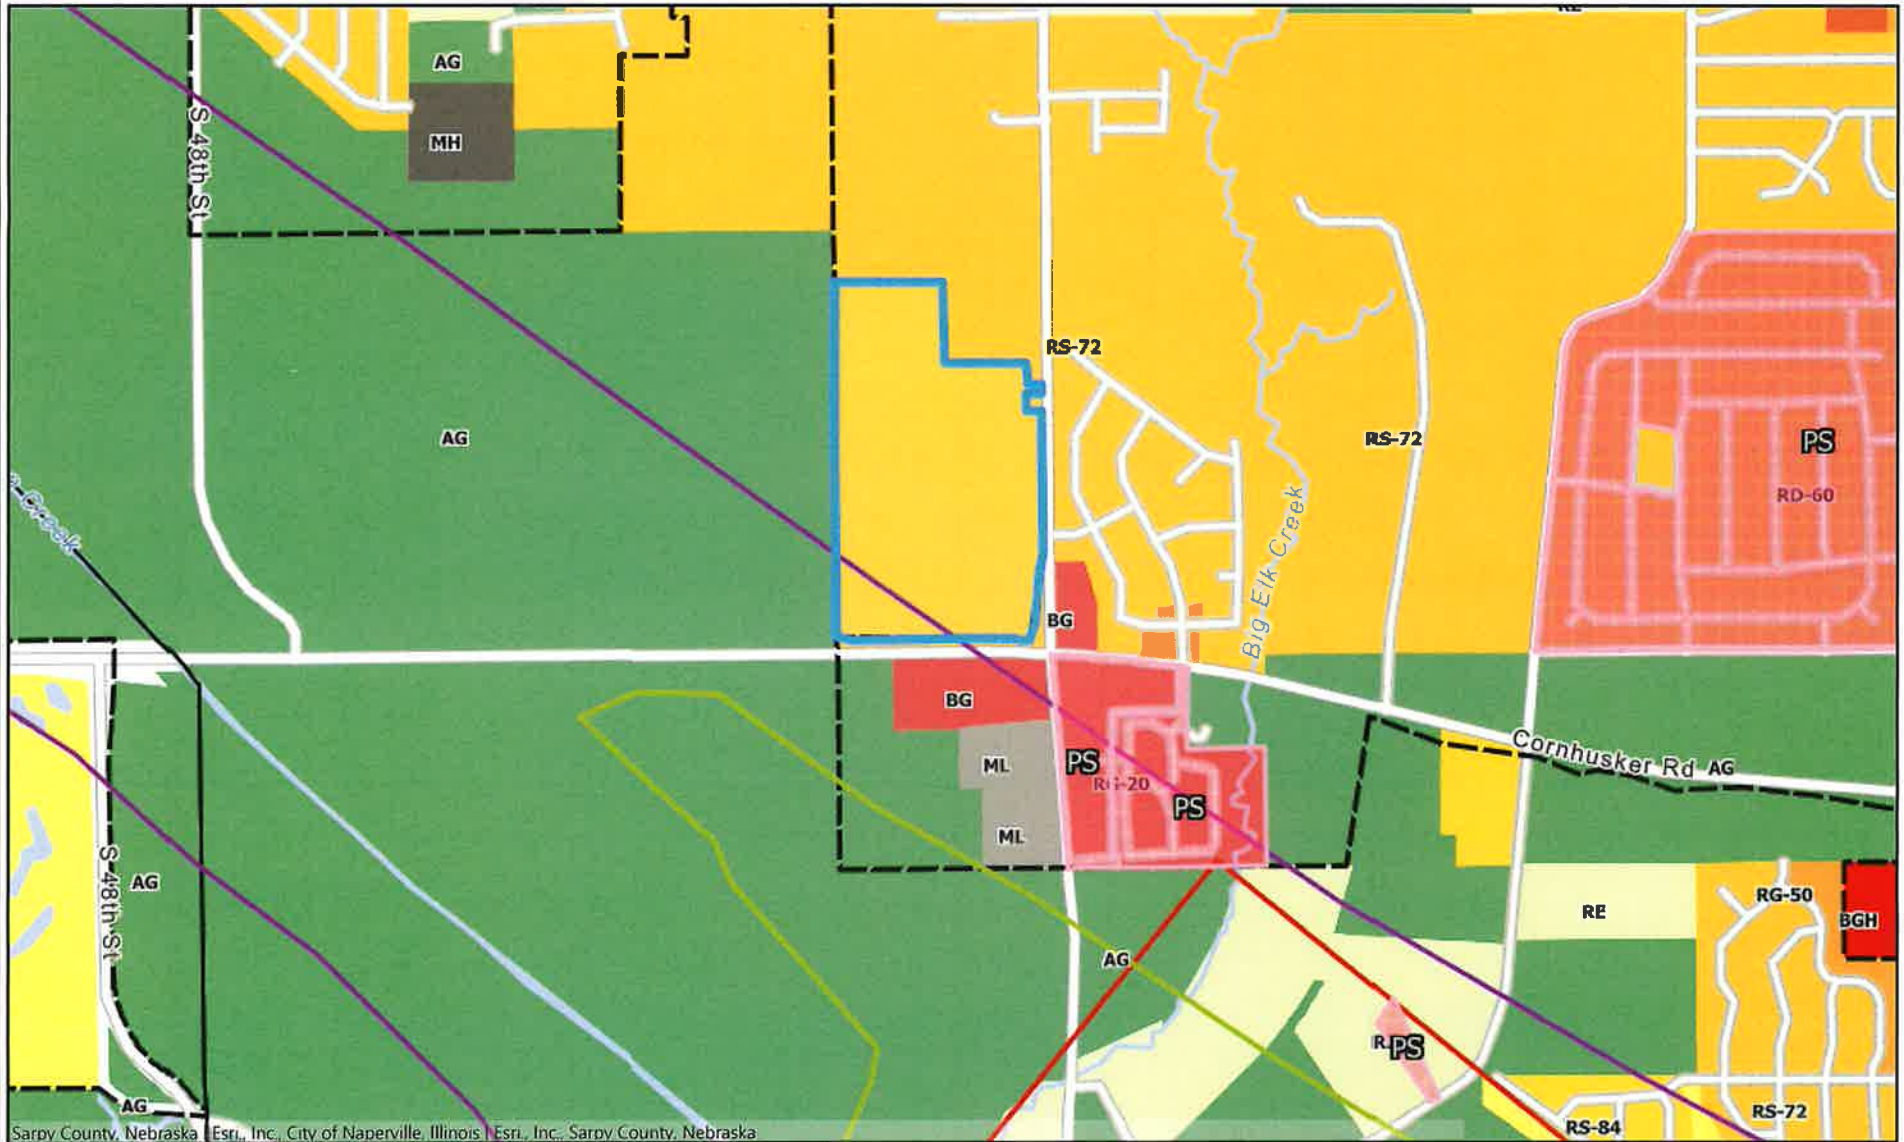 AG
MH
S 48th St
RS-72
AG
RS-72
PS
RD-60
Creek
Big Elk Creek
BG
BG
PS
ML
RG-20
PS
ML
Cornhusker Rd
AG
S 48th St
AG
RG-50
RE
BGH
AG
PS
AG
RS-72
RS-84
Sarpy County, Nebraska | Esri., Inc., City of Naperville, Illinois | Esri., Inc., Sarpy County, Nebraska